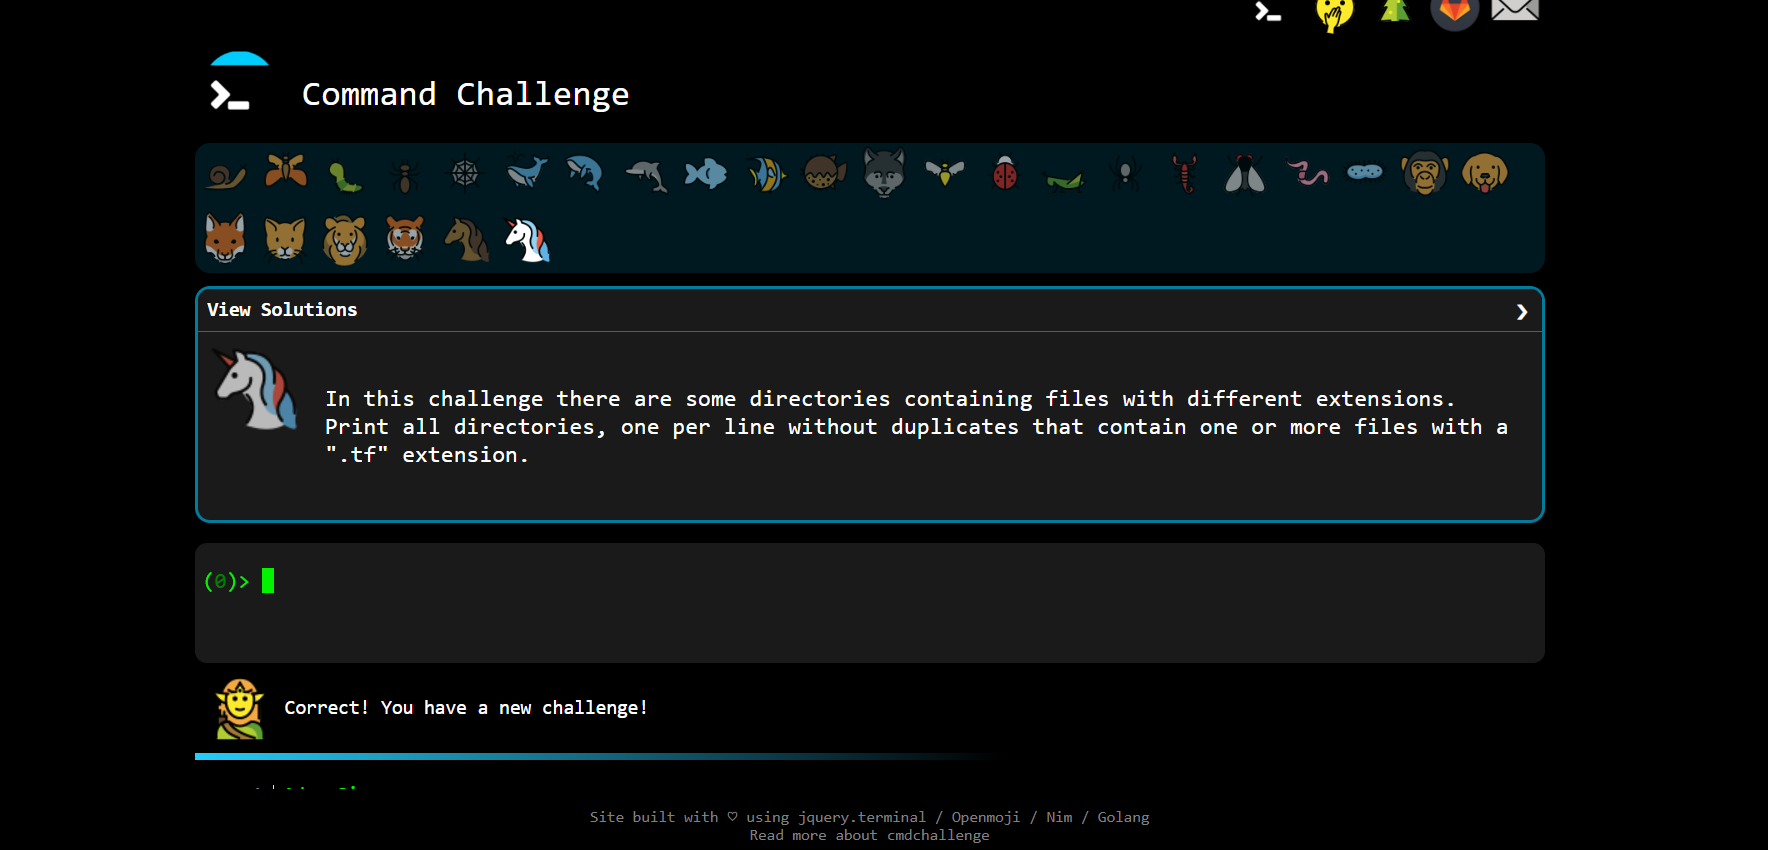 Command Challenge
View Solutions
In this challenge there are some directories containing files with different extensions.
Print all directories, one per line without duplicates that contain one or more files with a
".tf" extension.
(0)>
Correct! You have a new challenge!
Site built with ♡ using jquery.terminal / Openmoji / Nim / Golang
Read more about cmdchallenge